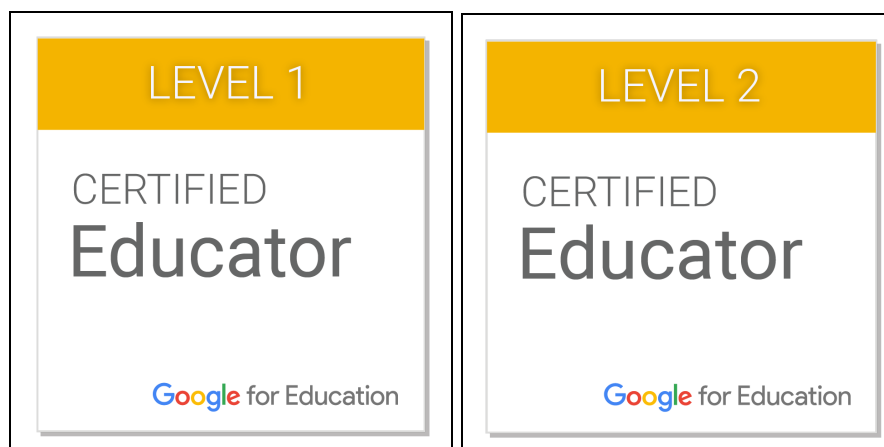 LEVEL 1
CERTIFIED
Educator
Google for Education
LEVEL 2
CERTIFIED
Educator
Google for Education